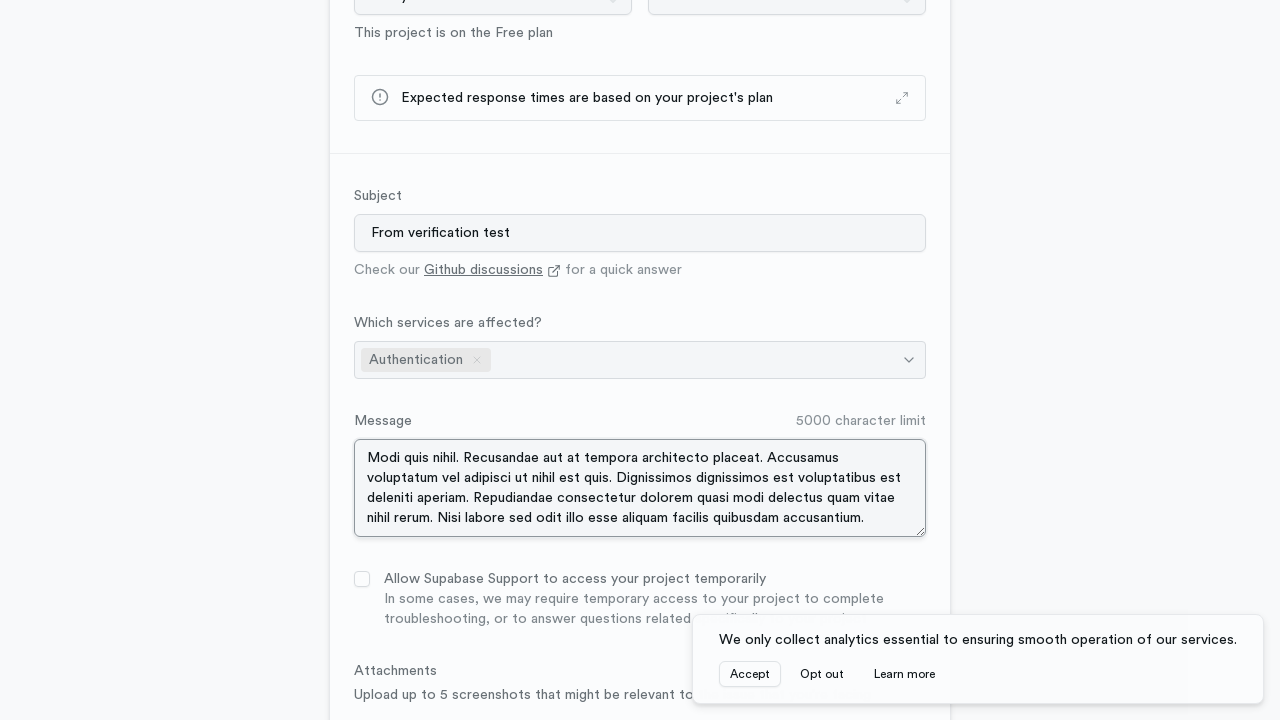 This project is on the Free plan
Expected response times are based on your project's plan
Subject
From verification test
Check our Github discussions for a quick answer
Which services are affected?
Authentication
Message
5000 character limit
Modi quis nihil. Recusandae aut at tempora architecto placeat. Accusamus
voluptatum vel adipisci ut nihil est quis. Dignissimos dignissimos est voluptatibus est
deleniti aperiam. Repudiandae consectetur dolorem quasi modi delectus quam vitae
nihil rerum. Nisi labore sed odit illo esse aliquam facilis quibusdam accusantium.
Allow Supabase Support to access your project temporarily
In some cases, we may require temporary access to your project to complete
troubleshooting, or to answer questions related
Attachments
Upload up to 5 screenshots that might be relevant to
We only collect analytics essential to ensuring smooth operation of our services.
Accept
Opt out
Learn more